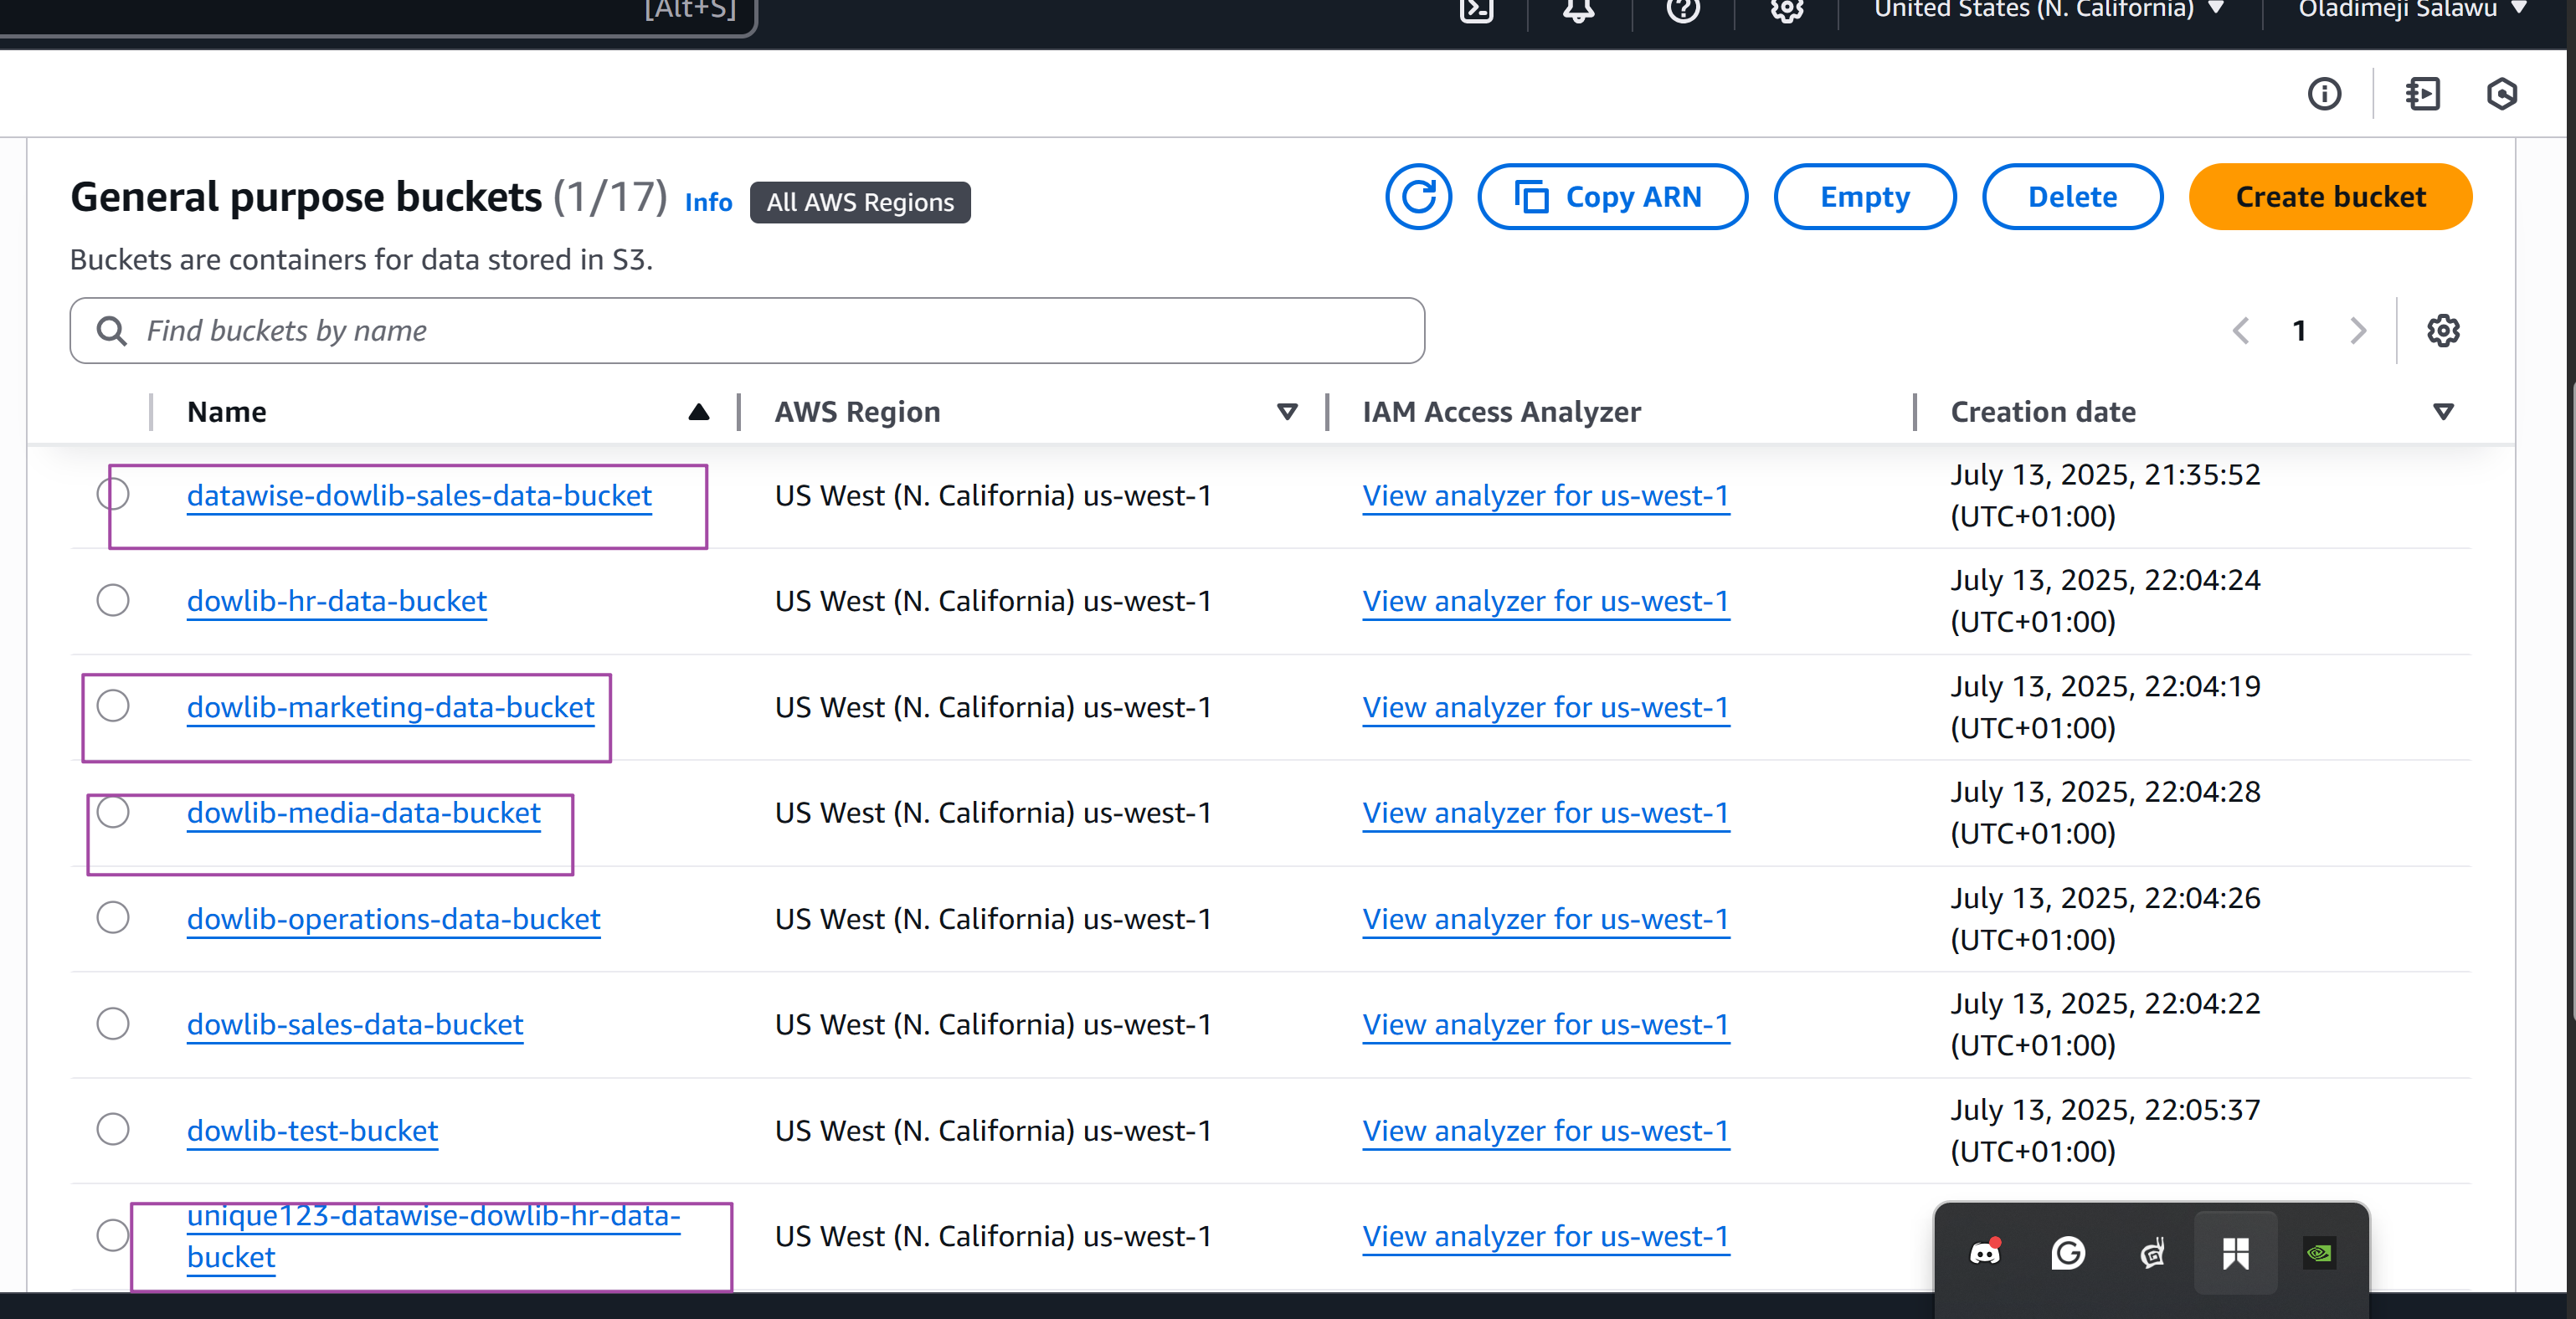 [Alt+S]
United States (N. California)
Oladimeji Salawu
General purpose buckets (1/17) Info All AWS Regions
Copy ARN
Empty
Delete
Create bucket
Buckets are containers for data stored in S3.
Find buckets by name
1
Name
AWS Region
IAM Access Analyzer
Creation date
datawise-dowlib-sales-data-bucket
US West (N. California) us-west-1
View analyzer for us-west-1
July 13, 2025, 21:35:52
(UTC+01:00)
dowlib-hr-data-bucket
US West (N. California) us-west-1
View analyzer for us-west-1
July 13, 2025, 22:04:24
(UTC+01:00)
dowlib-marketing-data-bucket
US West (N. California) us-west-1
View analyzer for us-west-1
July 13, 2025, 22:04:19
(UTC+01:00)
dowlib-media-data-bucket
US West (N. California) us-west-1
View analyzer for us-west-1
July 13, 2025, 22:04:28
(UTC+01:00)
dowlib-operations-data-bucket
US West (N. California) us-west-1
View analyzer for us-west-1
July 13, 2025, 22:04:26
(UTC+01:00)
dowlib-sales-data-bucket
US West (N. California) us-west-1
View analyzer for us-west-1
July 13, 2025, 22:04:22
(UTC+01:00)
dowlib-test-bucket
US West (N. California) us-west-1
View analyzer for us-west-1
July 13, 2025, 22:05:37
(UTC+01:00)
unique123-datawise-dowlib-hr-data-
bucket
US West (N. California) us-west-1
View analyzer for us-west-1